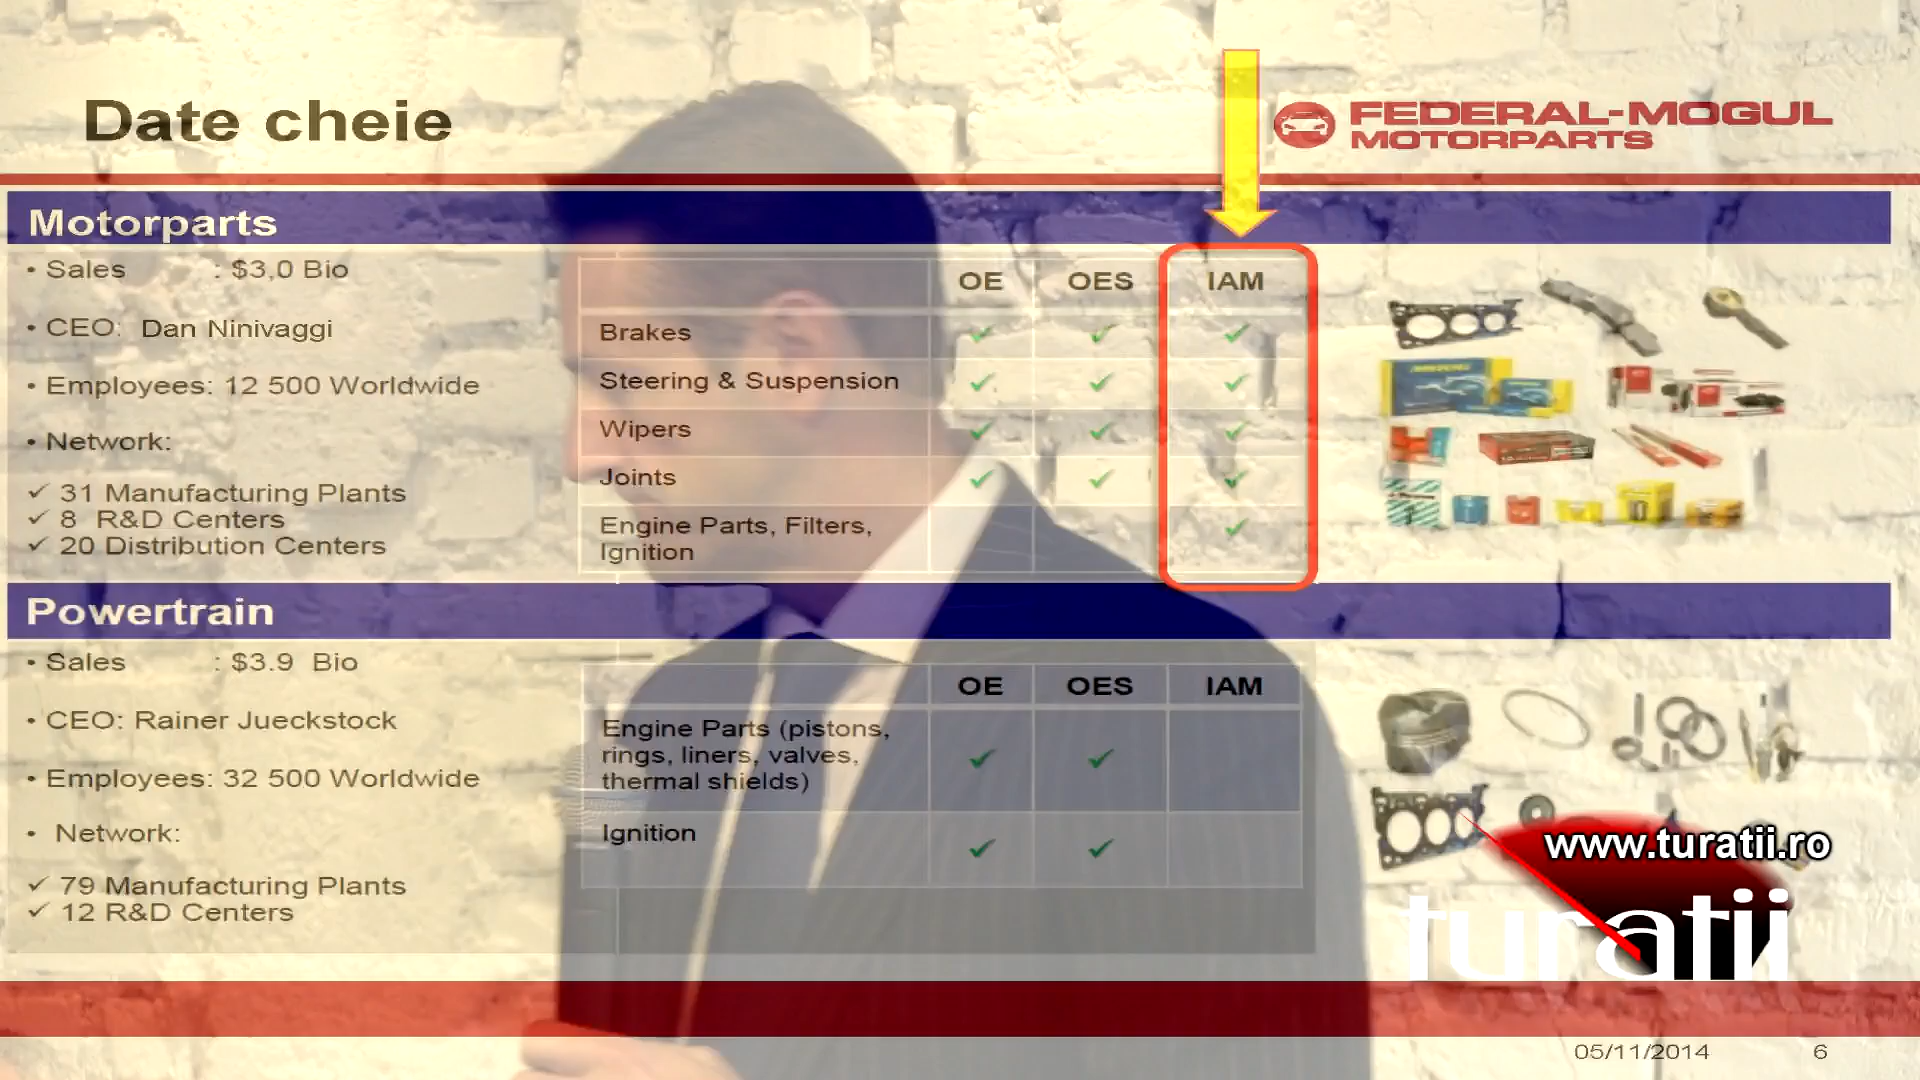 Date cheie
FEDERAL-MOGUL
MOTORPARTS
Motorparts
• Sales : $3,0 Bio
• CEO: Dan Ninivaggi
• Employees: 12 500 Worldwide
• Network:
✓ 31 Manufacturing Plants
✓ 8 R&D Centers
✓ 20 Distribution Centers
OE OES IAM
Brakes ✓ ✓ ✓
Steering & Suspension ✓ ✓ ✓
Wipers ✓ ✓ ✓
Joints ✓ ✓ ✓
Engine Parts, Filters, ✓
Ignition
Powertrain
• Sales : $3.9 Bio
• CEO: Rainer Jueckstock
• Employees: 32 500 Worldwide
• Network:
✓ 79 Manufacturing Plants
✓ 12 R&D Centers
OE OES IAM
Engine Parts (pistons,
rings, liners, valves, ✓ ✓
thermal shields)
Ignition ✓ ✓
www.turatii.ro
turatii
05/11/2014 6